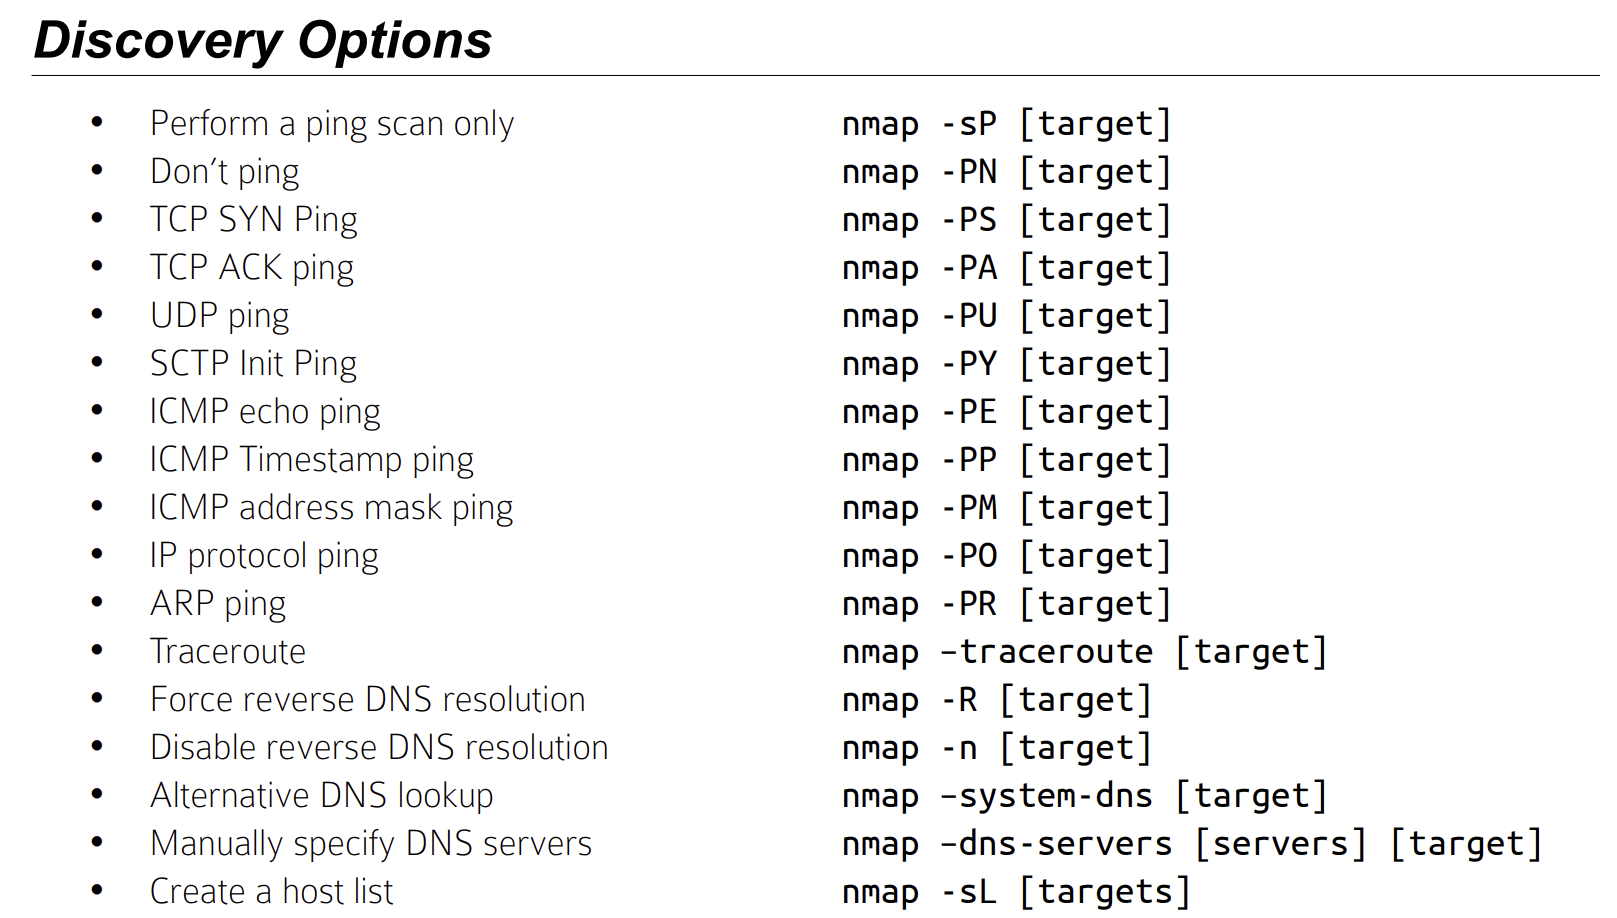 Discovery Options
• Perform a ping scan only nmap -sP [target]
• Don’t ping nmap -PN [target]
• TCP SYN Ping nmap -PS [target]
• TCP ACK ping nmap -PA [target]
• UDP ping nmap -PU [target]
• SCTP Init Ping nmap -PY [target]
• ICMP echo ping nmap -PE [target]
• ICMP Timestamp ping nmap -PP [target]
• ICMP address mask ping nmap -PM [target]
• IP protocol ping nmap -PO [target]
• ARP ping nmap -PR [target]
• Traceroute nmap –traceroute [target]
• Force reverse DNS resolution nmap -R [target]
• Disable reverse DNS resolution nmap -n [target]
• Alternative DNS lookup nmap –system-dns [target]
• Manually specify DNS servers nmap –dns-servers [servers] [target]
• Create a host list nmap -sL [targets]